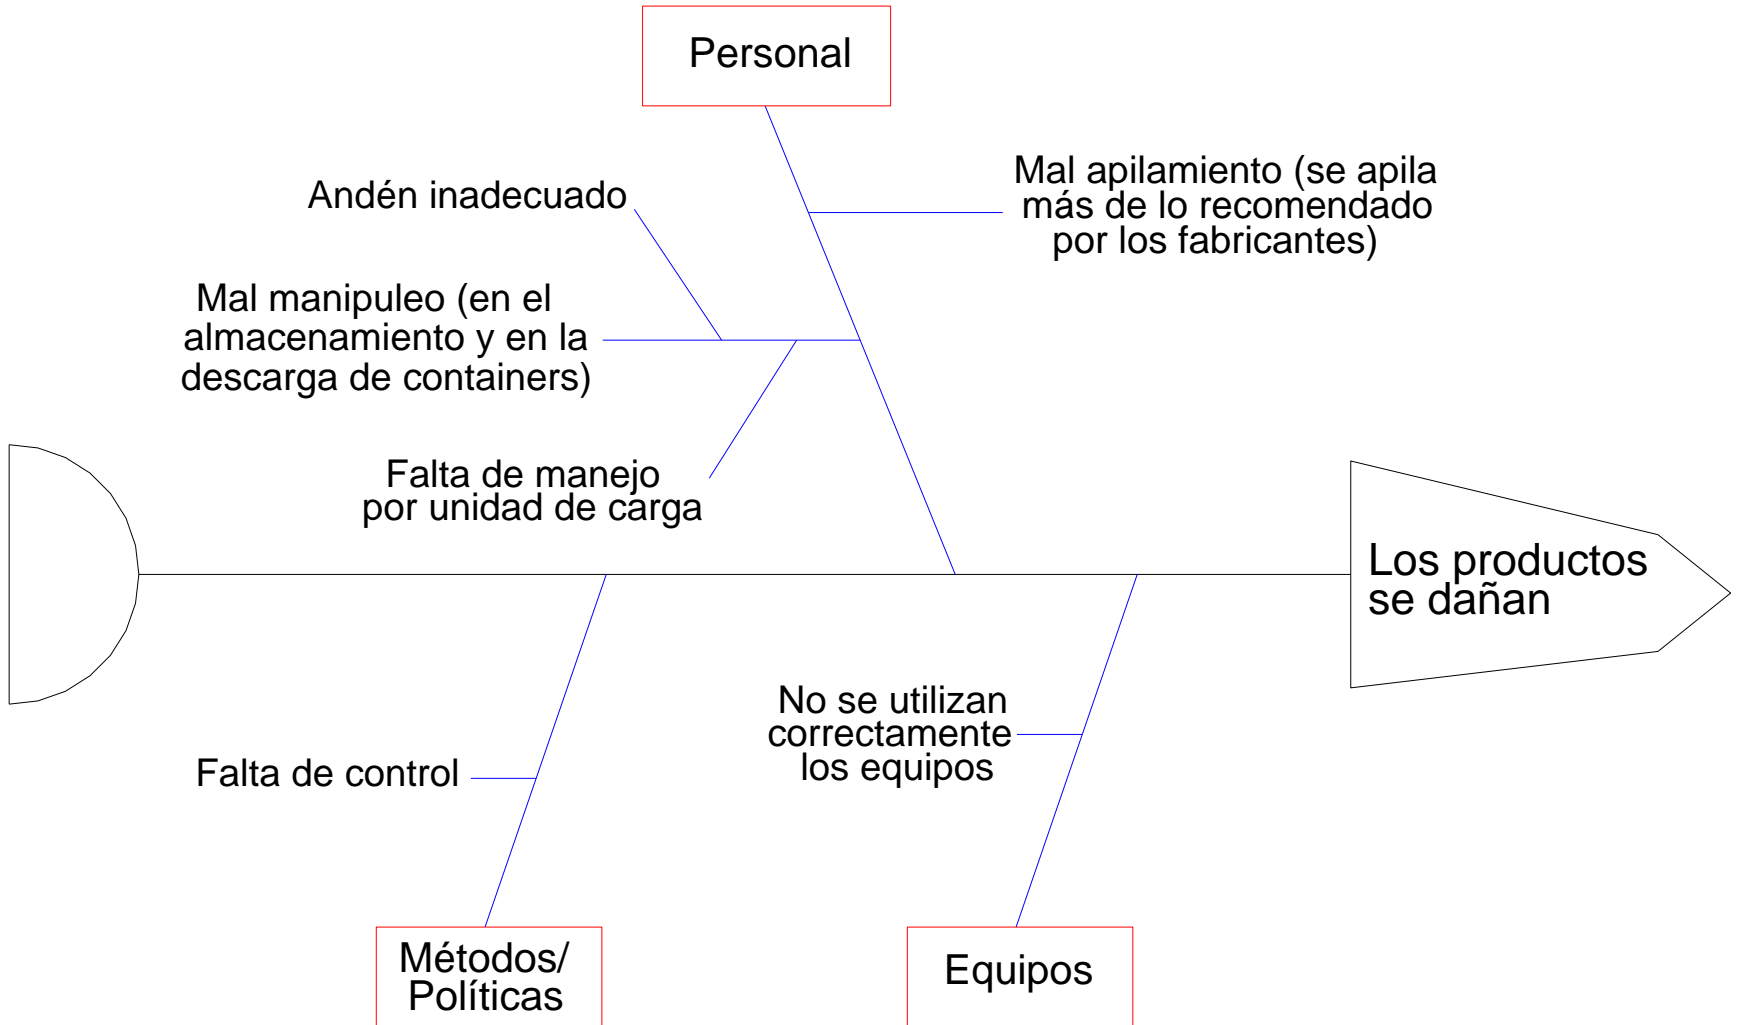 Personal
Mal apilamiento (se apila
más de lo recomendado
por los fabricantes)
Andén inadecuado
Mal manipuleo (en el
almacenamiento y en la
descarga de containers)
Falta de manejo
por unidad de carga
Los productos
se dañan
No se utilizan
correctamente
los equipos
Falta de control
Métodos/
Políticas
Equipos